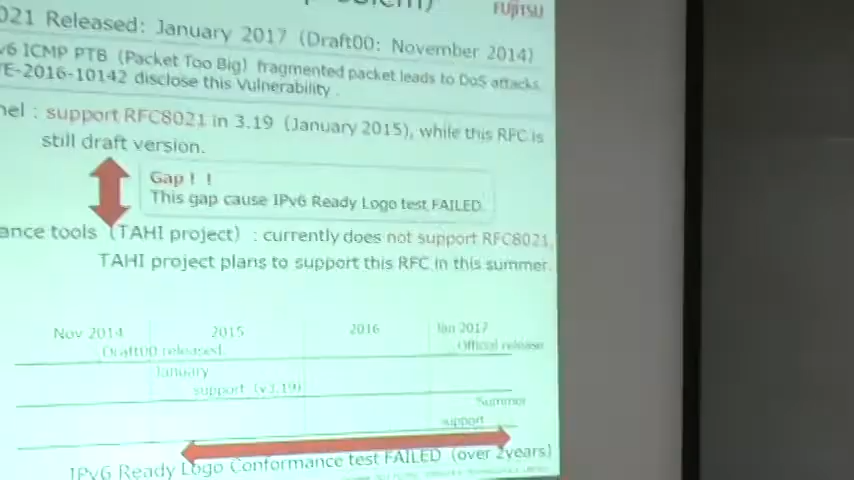 FUJITSU
021 Released: January 2017 (Draft00: November 2014)
v6 ICMP PTB (Packet Too Big) fragmented packet leads to DoS attacks.
E-2016-10142 disclose this Vulnerability.
nel : support RFC8021 in 3.19 (January 2015), while this RFC is
still draft version.
Gap! !
This gap cause IPv6 Ready Logo test FAILED.
ance tools (TAHI project) : currently does not support RFC8021,
TAHI project plans to support this RFC in this summer.
Nov 2014 2015 2016 Jan 2017
Draft00 released. Official release
January
support (v3.19)
Summer
support
IPv6 Ready Logo Conformance test FAILED (over 2years)